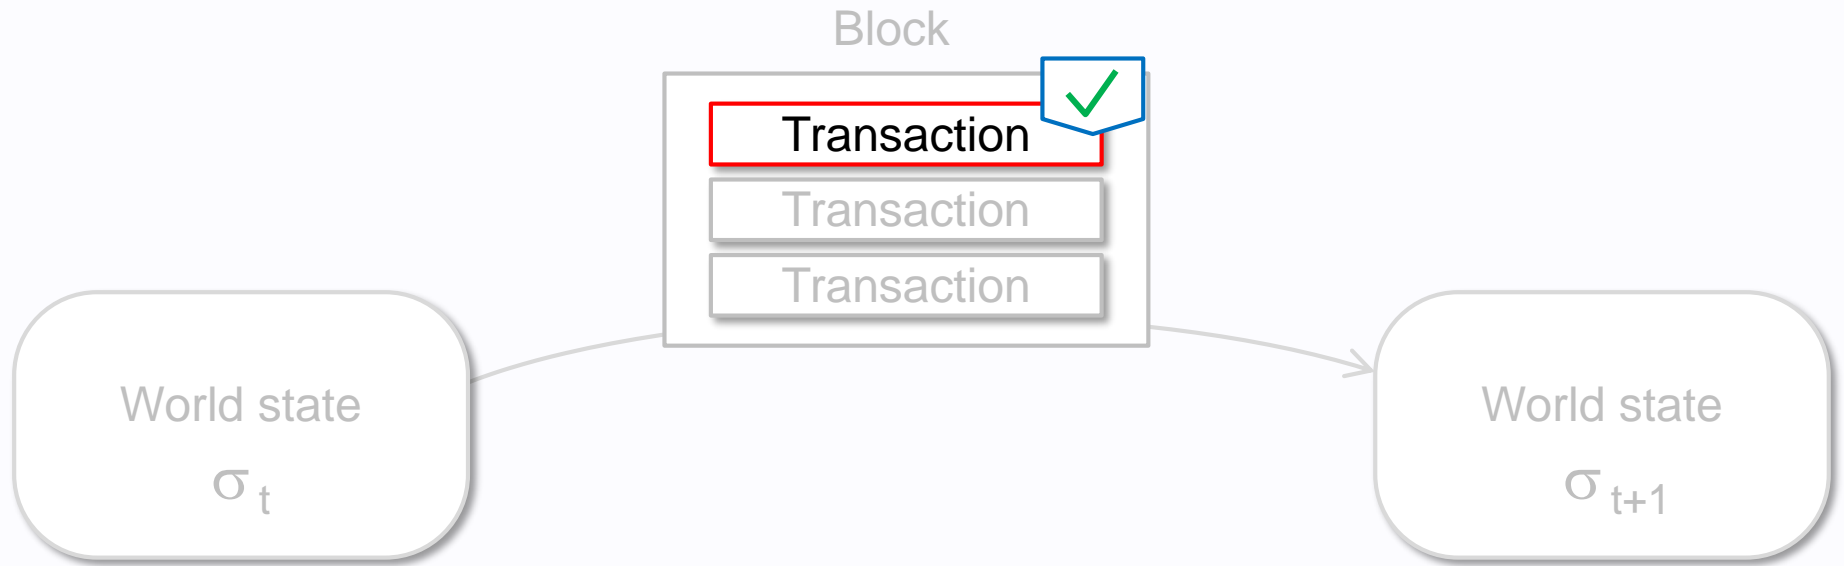 Block
Transaction
Transaction
Transaction
World state
σ t
World state
σ t+1